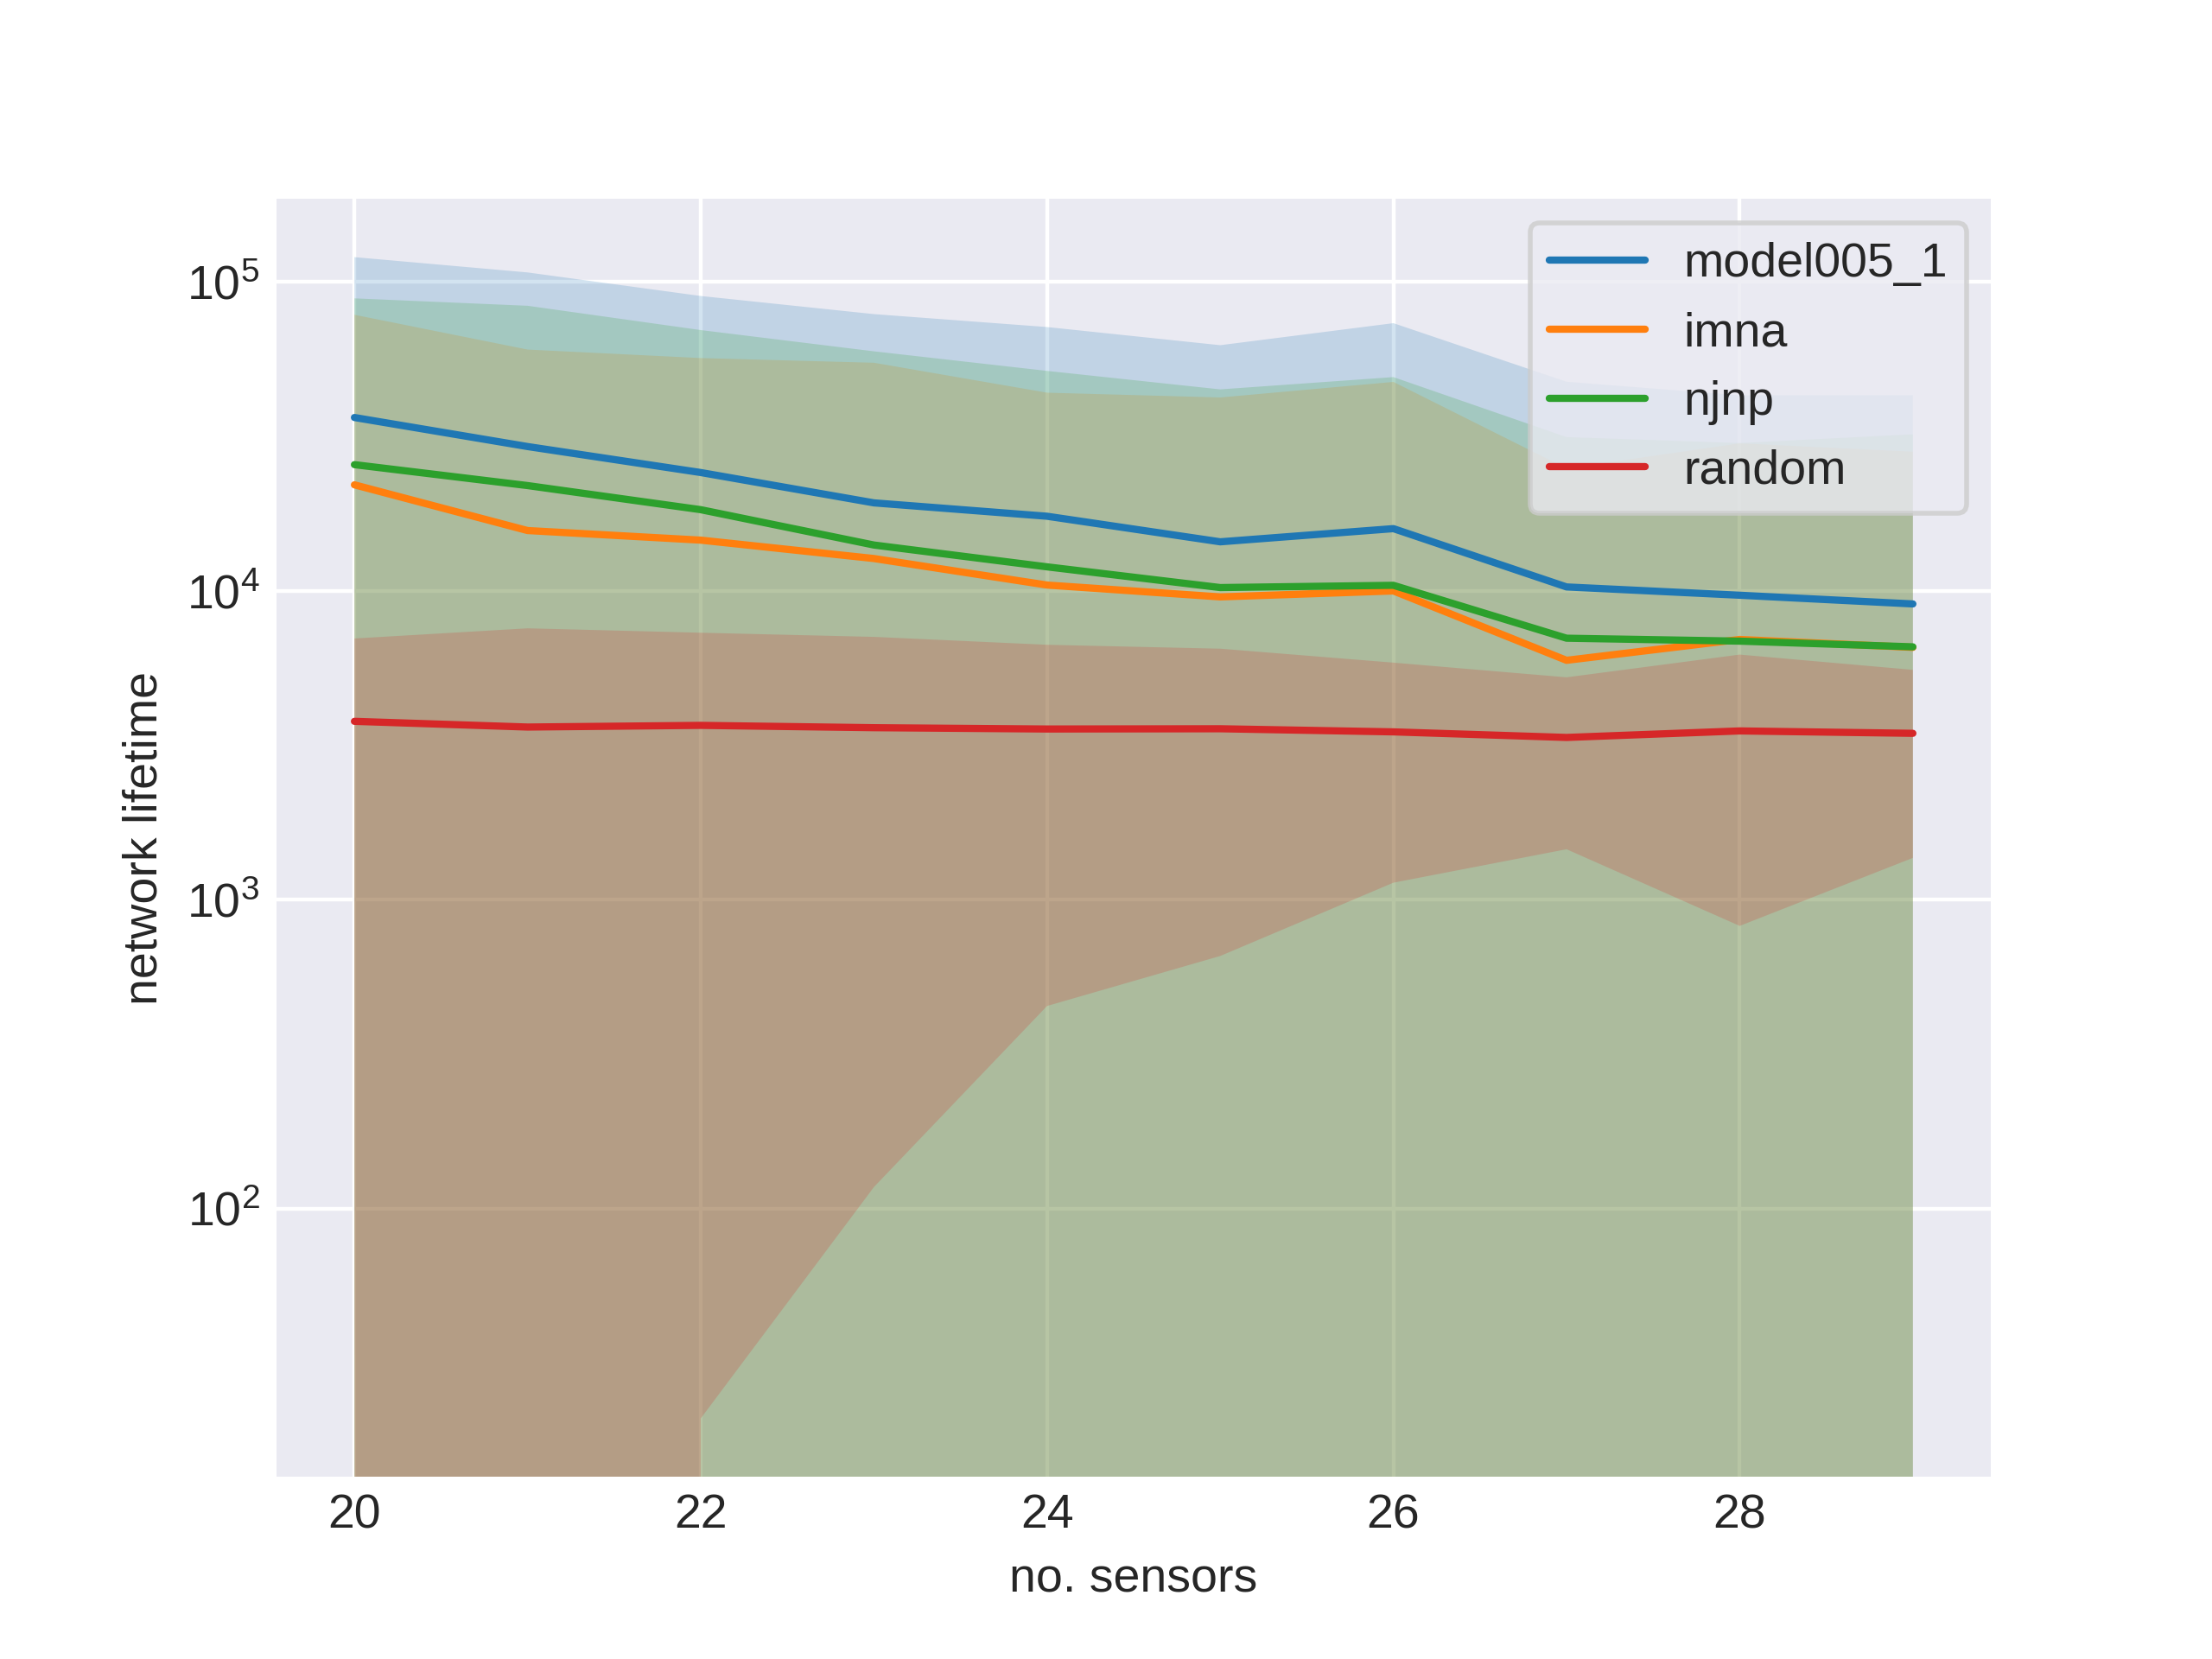 model005_1
imna
njnp
random
10⁵
10⁴
10³
10²
network lifetime
20 22 24 26 28
no. sensors